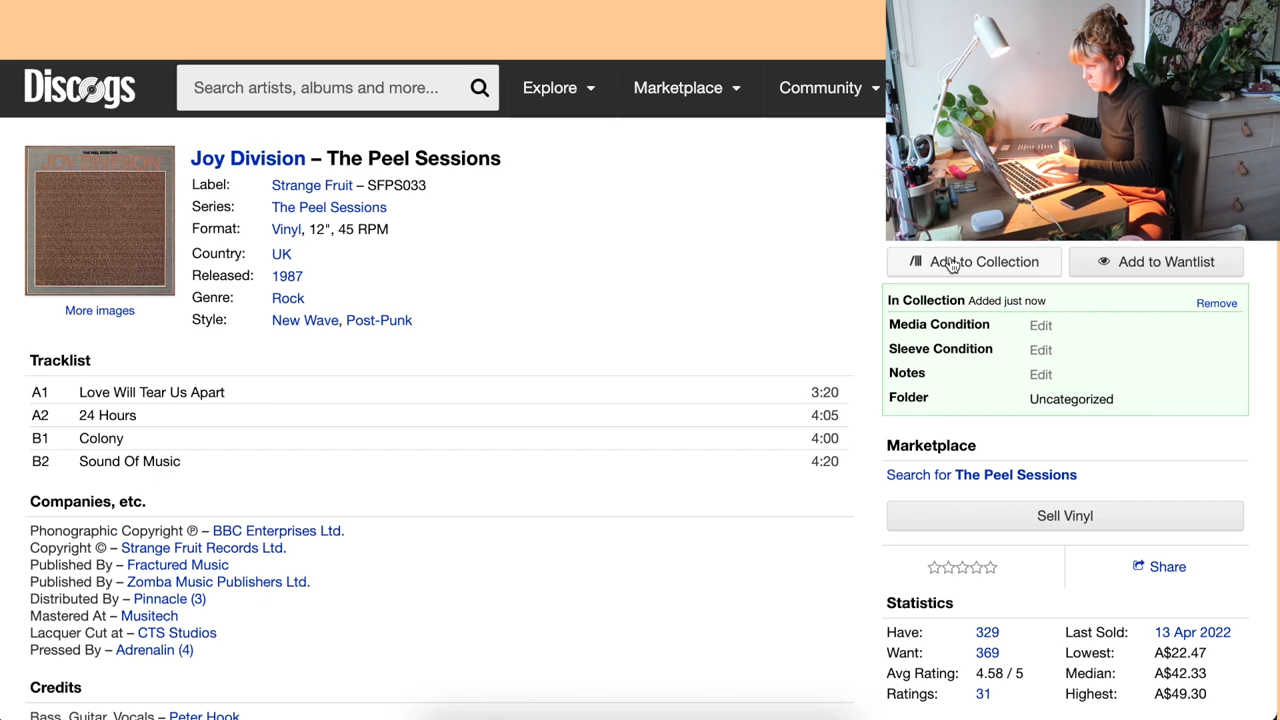 Discogs
Search artists, albums and more...
Explore
Marketplace
Community
Joy Division – The Peel Sessions
Label: Strange Fruit – SFPS033
Series: The Peel Sessions
Format: Vinyl, 12", 45 RPM
Country: UK
Released: 1987
Genre: Rock
Style: New Wave, Post-Punk
More images
Tracklist
A1 Love Will Tear Us Apart 3:20
A2 24 Hours 4:05
B1 Colony 4:00
B2 Sound Of Music 4:20
Companies, etc.
Phonographic Copyright ℗ – BBC Enterprises Ltd.
Copyright © – Strange Fruit Records Ltd.
Published By – Fractured Music
Published By – Zomba Music Publishers Ltd.
Distributed By – Pinnacle (3)
Mastered At – Musitech
Lacquer Cut at – CTS Studios
Pressed By – Adrenalin (4)
Credits
Bass, Guitar, Vocals – Peter Hook
Add to Collection
Add to Wantlist
In Collection Added just now
Remove
Media Condition Edit
Sleeve Condition Edit
Notes Edit
Folder Uncategorized
Marketplace
Search for The Peel Sessions
Sell Vinyl
Share
Statistics
Have: 329 Last Sold: 13 Apr 2022
Want: 369 Lowest: A$22.47
Avg Rating: 4.58 / 5 Median: A$42.33
Ratings: 31 Highest: A$49.30